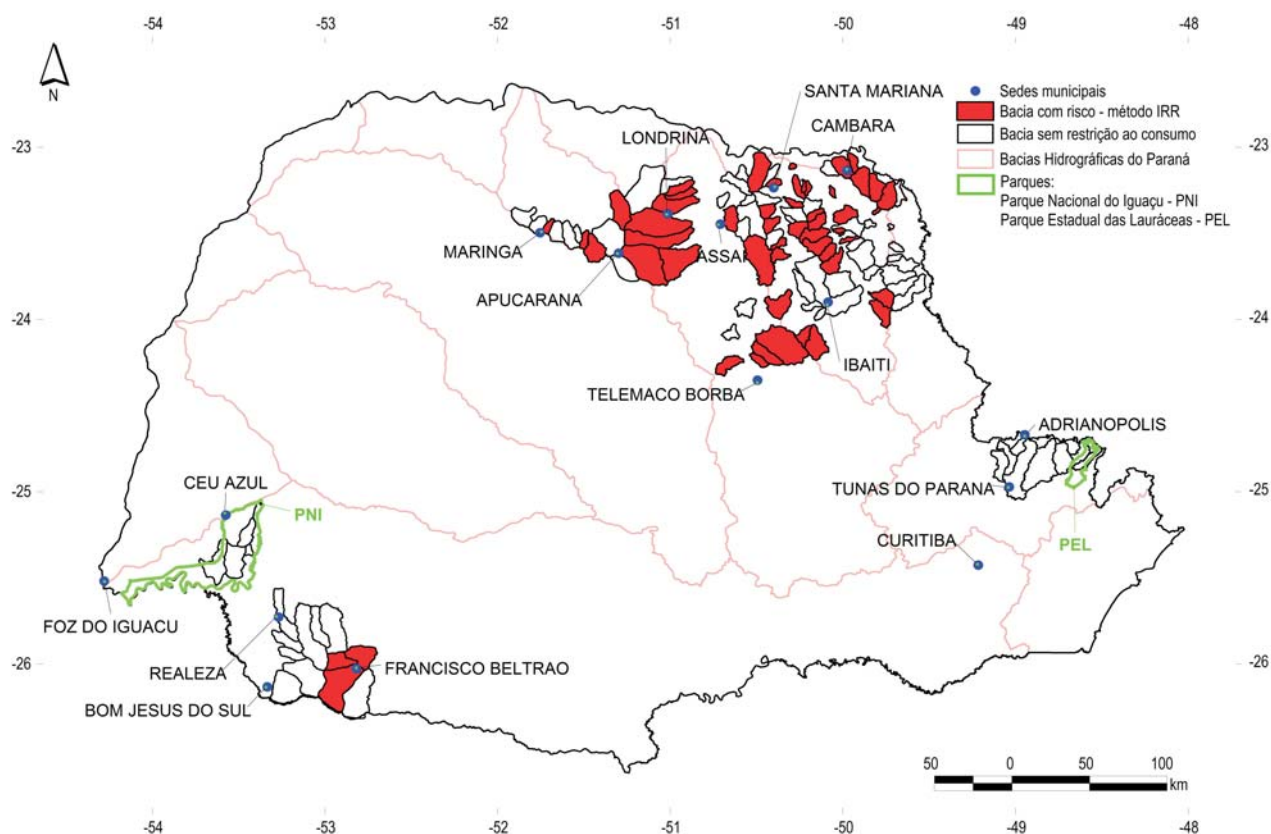 -54 -53 -52 -51 -50 -49 -48
N
Sedes municipais
Bacia com risco - método IRR
Bacia sem restrição ao consumo
Bacias Hidrográficas do Paraná
Parques:
Parque Nacional do Iguaçu - PNI
Parque Estadual das Lauráceas - PEL
SANTA MARIANA
CAMBARA
LONDRINA
-23 -23
MARINGA
ASSAI
APUCARANA
-24 -24
IBAITI
TELEMACO BORBA
ADRIANOPOLIS
CEU AZUL
-25 -25
TUNAS DO PARANA
PNI
CURITIBA
PEL
FOZ DO IGUACU
REALEZA
FRANCISCO BELTRAO
-26 -26
BOM JESUS DO SUL
50 0 50 100
km
-54 -53 -52 -51 -50 -49 -48